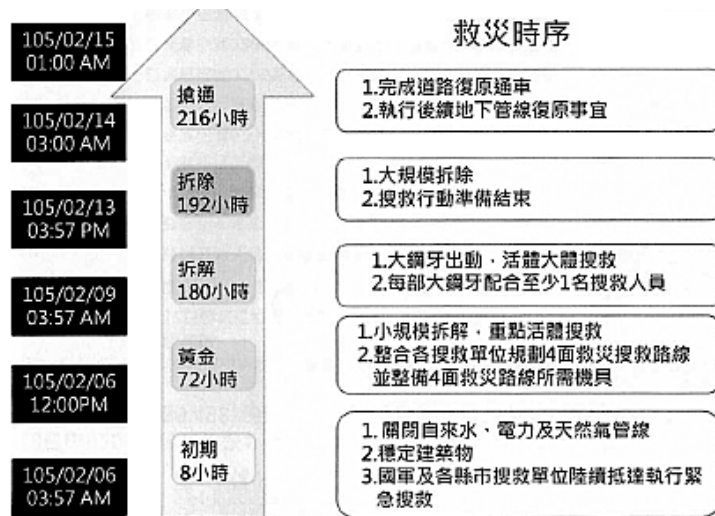 救災時序
105/02/15
01:00 AM
搶通
216小時
1.完成道路復原通車
2.執行後續地下管線復原事宜
105/02/14
03:00 AM
拆除
192小時
1.大規模拆除
2.搜救行動準備結束
105/02/13
03:57 PM
拆解
180小時
1.大鋼牙出動，活體大體搜救
2.每部大鋼牙配合至少1名搜救人員
105/02/09
03:57 AM
黃金
72小時
1.小規模拆解，重點活體搜救
2.整合各搜救單位規劃4面救災搜救路線
並整備4面救災路線所需機具
105/02/06
12:00PM
初期
8小時
1. 關閉自來水、電力及天然氣管線
2.穩定建築物
3.國軍及各縣市搜救單位陸續抵達執行緊
急搜救
105/02/06
03:57 AM